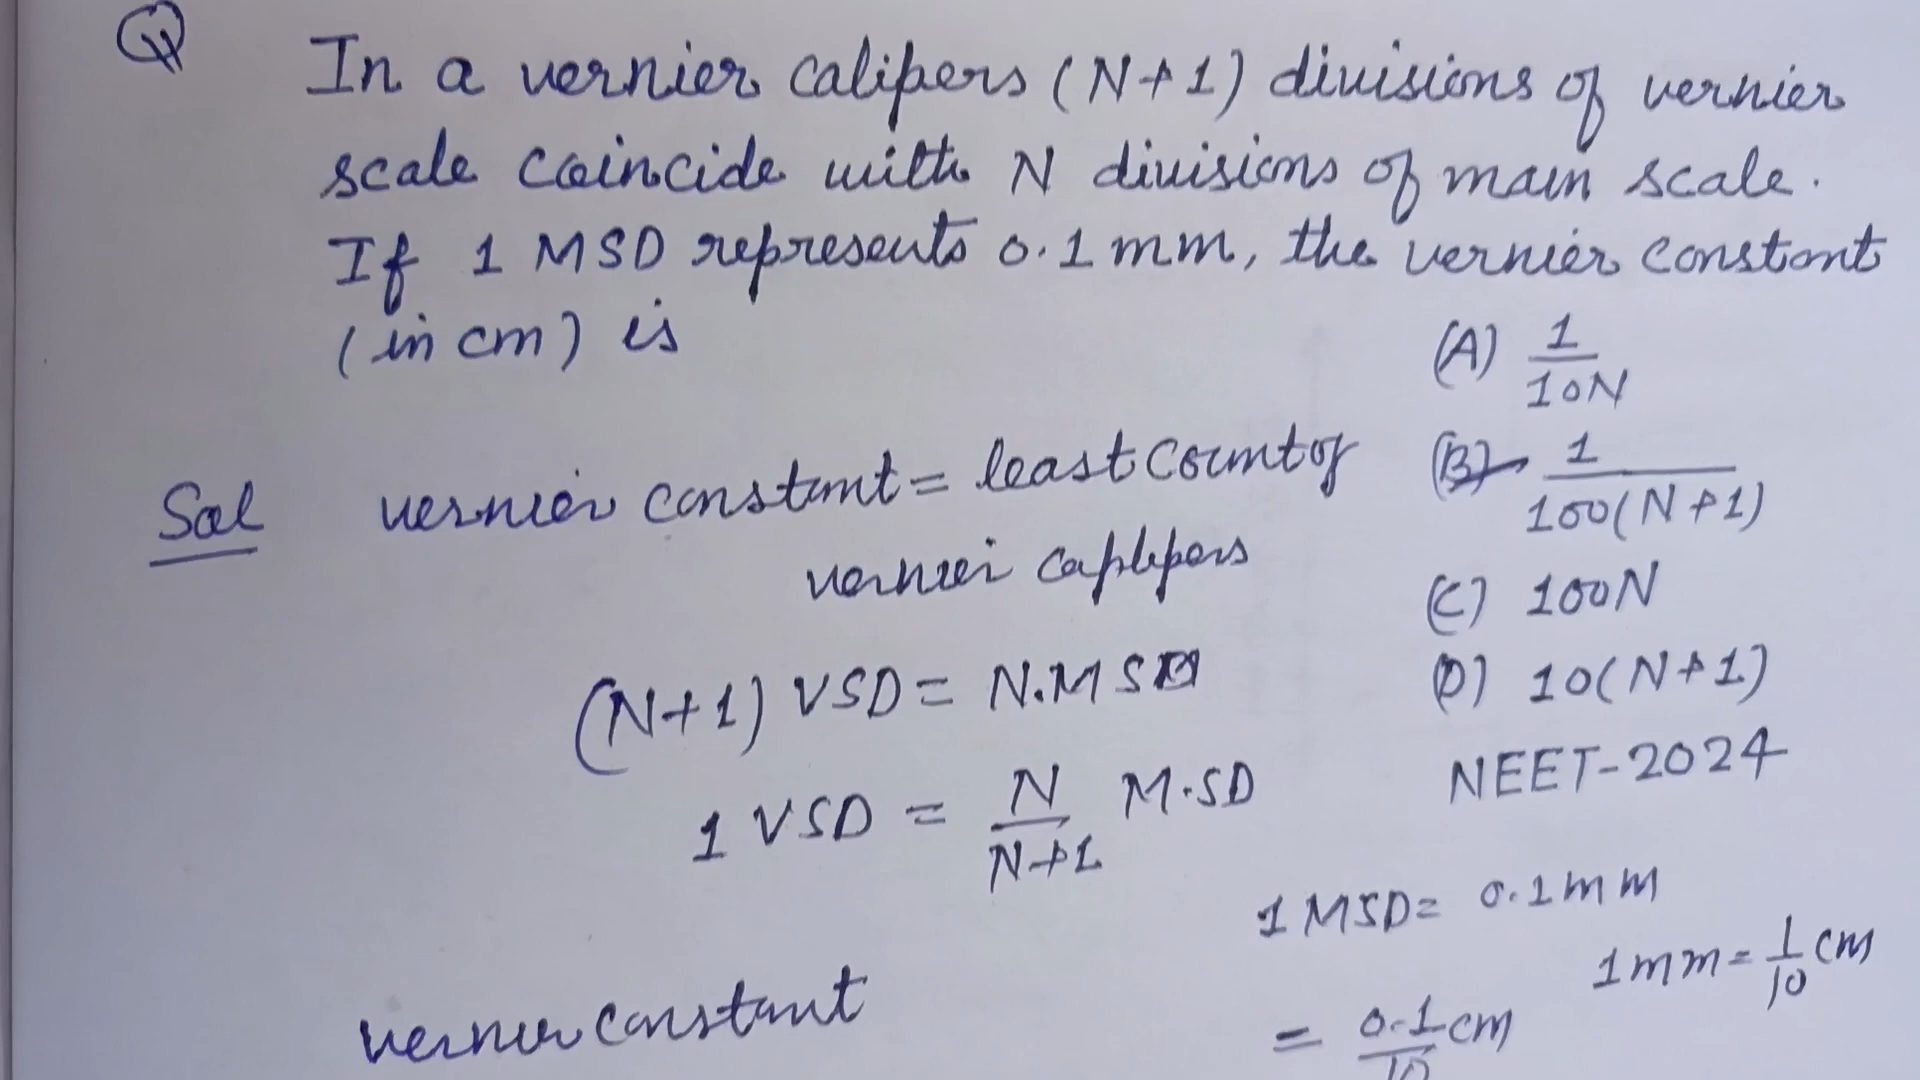 Q
In a vernier calipers (N+1) divisions of vernier
scale coincide with N divisions of main scale.
If 1 MSD represents 0.1 mm, the vernier constant
(in cm) is
(A) 1/10N
Sol vernier constant = least count of
vernier caplipers
(B) 1/100(N+1)
(C) 100N
(N+1) VSD = N.MSD
(D) 10(N+1)
1 VSD = N/N+1 M.SD
NEET-2024
1 MSD = 0.1 mm
1mm = 1/10 cm
vernier constant
= 0.1/10 cm